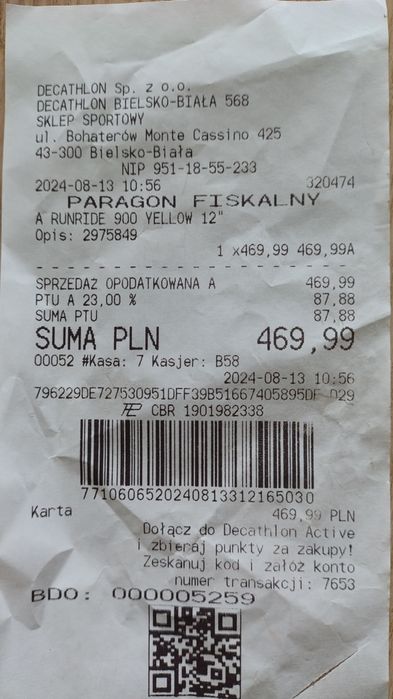 DECATHLON Sp. z o.o.
DECATHLON BIELSKO-BIAŁA 568
SKLEP SPORTOWY
ul. Bohaterów Monte Cassino 425
43-300 Bielsko-Biała
NIP 951-18-55-233
2024-08-13 10:56 320474
PARAGON FISKALNY
A RUNRIDE 900 YELLOW 12"
Opis: 2975849
1 x469,99 469,99A
SPRZEDAŻ OPODATKOWANA A 469,99
PTU A 23,00 % 87,88
SUMA PTU 87,88
SUMA PLN 469,99
00052 #Kasa: 7 Kasjer: B58
2024-08-13 10:56
CBR 1901982338
7710606520240813312165030
Karta 469,99 PLN
Dołącz do Decathlon Active
i zbieraj punkty za zakupy!
Zeskanuj kod i załóż konto
numer transakcji: 7653
BDO: 000005259